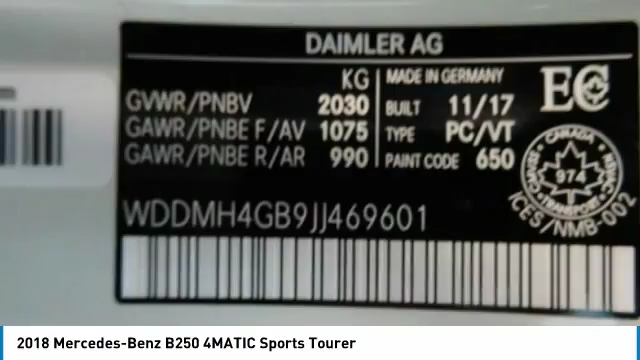 DAIMLER AG
KG
GVWR/PNBV 2030
GAWR/PNBE F/AV 1075
GAWR/PNBE R/AR 990
MADE IN GERMANY
BUILT 11/17
TYPE PC/VT
PAINT CODE 650
EC
CANADA
974
TRANSPORT
ICES/NMB-002
WDDMH4GB9JJ469601
2018 Mercedes-Benz B250 4MATIC Sports Tourer